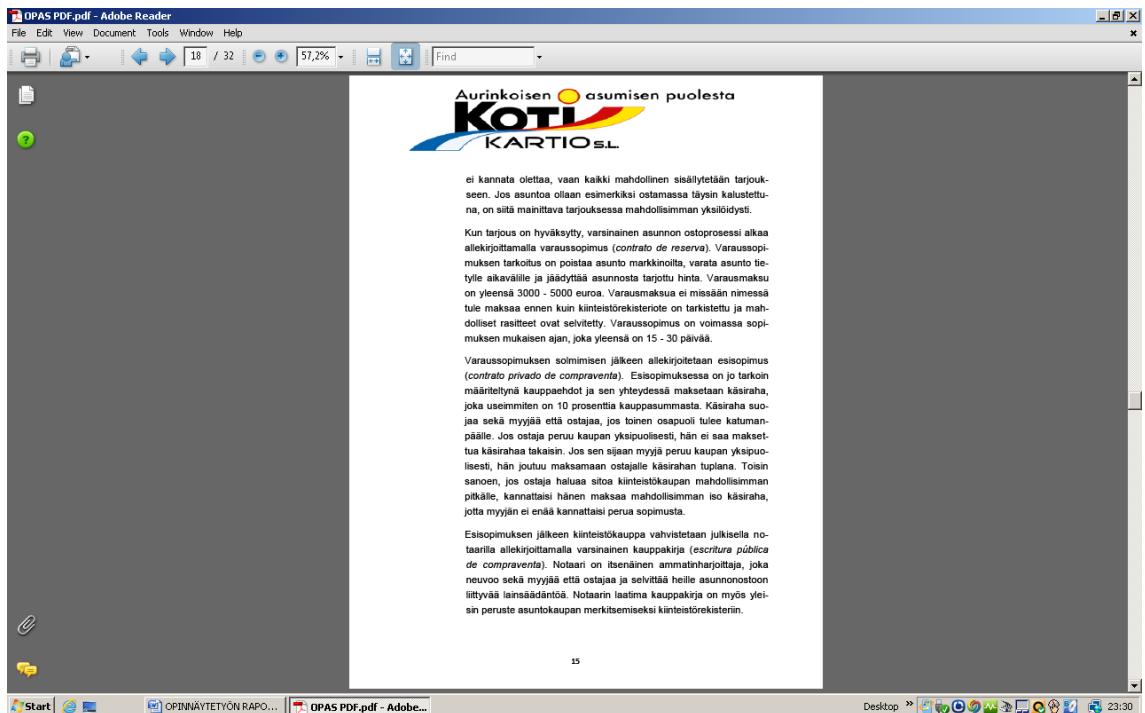 OPAS PDF.pdf - Adobe Reader
File Edit View Document Tools Window Help
18 / 32 57,2% Find
Aurinkoisen asumisen puolesta
KOTI
KARTIO S.L.
ei kannata olettaa, vaan kaikki mahdollinen sisällytetään tarjouk-
seen. Jos asuntoa ollaan esimerkiksi ostamassa täysin kalustettu-
na, on siitä mainittava tarjouksessa mahdollisimman yksilöidysti.
Kun tarjous on hyväksytty, varsinainen asunnon ostoprosessi alkaa
allekirjoittamalla varaussopimus (contrato de reserva). Varaussopi-
muksen tarkoitus on poistaa asunto markkinoilta, varata asunto tie-
tylle aikavälille ja jäädyttää asunnosta tarjottu hinta. Varausmaksu
on yleensä 3000 - 5000 euroa. Varausmaksua ei missään nimessä
tule maksaa ennen kuin kiinteistörekisteriote on tarkistettu ja mah-
dolliset rasitteet ovat selvitetty. Varaussopimus on voimassa sopi-
muksen mukaisen ajan, joka yleensä on 15 - 30 päivää.
Varaussopimuksen solmimisen jälkeen allekirjoitetaan esisopimus
(contrato privado de compraventa). Esisopimuksessa on jo tarkoin
määriteltynä kauppaehdot ja sen yhteydessä maksetaan käsiraha,
joka useimmiten on 10 prosenttia kauppasummasta. Käsiraha suo-
jaa sekä myyjää että ostajaa, jos toinen osapuoli tulee katuman-
päälle. Jos ostaja peruu kaupan yksipuolisesti, hän ei saa makset-
tua käsirahaa takaisin. Jos sen sijaan myyjä peruu kaupan yksipuo-
lisesti, hän joutuu maksamaan ostajalle käsirahan tuplana. Toisin
sanoen, jos ostaja haluaa sitoa kiinteistökaupan mahdollisimman
pitkälle, kannattaisi hänen maksaa mahdollisimman iso käsiraha,
jotta myyjän ei enää kannattaisi perua sopimusta.
Esisopimuksen jälkeen kiinteistökauppa vahvistetaan julkisella no-
taarilla allekirjoittamalla varsinainen kauppakirja (escritura pública
de compraventa). Notaari on itsenäinen ammatinharjoittaja, joka
neuvoo sekä myyjää että ostajaa ja selvittää heille asunnonostoon
liittyvää lainsäädäntöä. Notaarin laatima kauppakirja on myös ylei-
sin peruste asuntokaupan merkitsemiseksi kiinteistörekisteriin.
15
Start OPINNÄYTETYÖN RAPO... OPAS PDF.pdf - Adobe... Desktop » 23:30